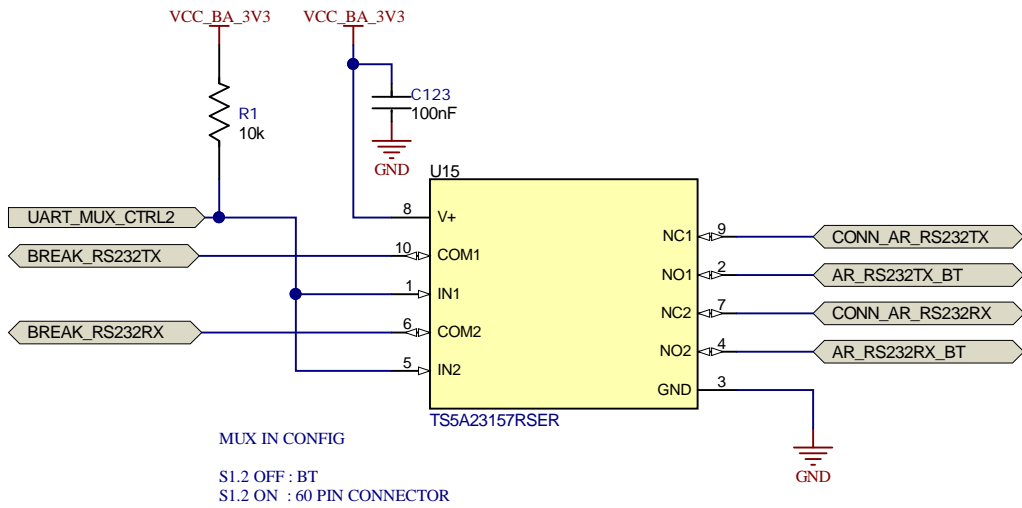 VCC_BA_3V3 VCC_BA_3V3
C123
100nF
R1
10k
GND
U15
UART_MUX_CTRL2
8 V+
NC1 9 CONN_AR_RS232TX
BREAK_RS232TX 10 COM1
NO1 2 AR_RS232TX_BT
1 IN1
NC2 7 CONN_AR_RS232RX
BREAK_RS232RX 6 COM2
NO2 4 AR_RS232RX_BT
5 IN2
GND 3
TS5A23157RSER
GND
MUX IN CONFIG
S1.2 OFF : BT
S1.2 ON : 60 PIN CONNECTOR